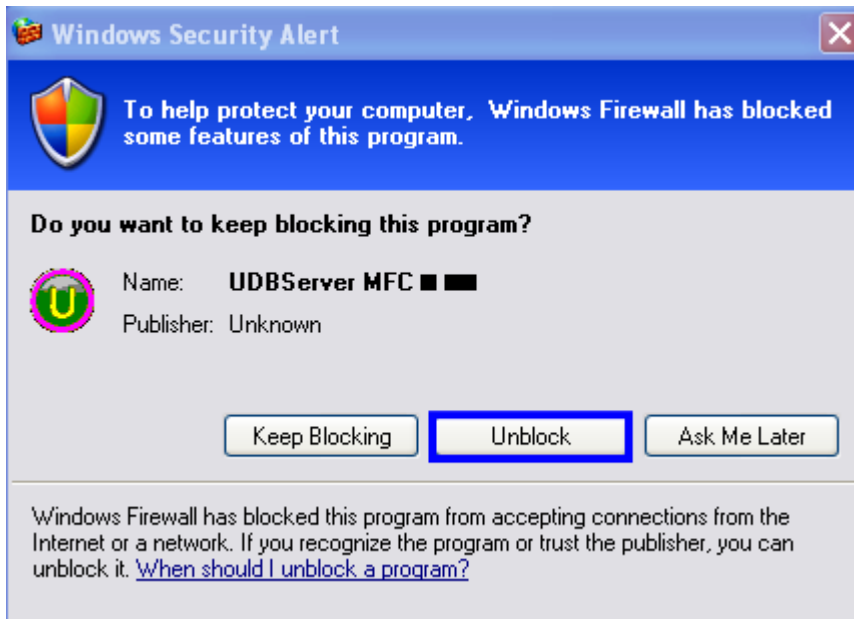 Windows Security Alert
To help protect your computer, Windows Firewall has blocked
some features of this program.
Do you want to keep blocking this program?
U
Name: UDBServer MFC
Publisher: Unknown
Keep Blocking Unblock Ask Me Later
Windows Firewall has blocked this program from accepting connections from the
Internet or a network. If you recognize the program or trust the publisher, you can
unblock it. When should I unblock a program?